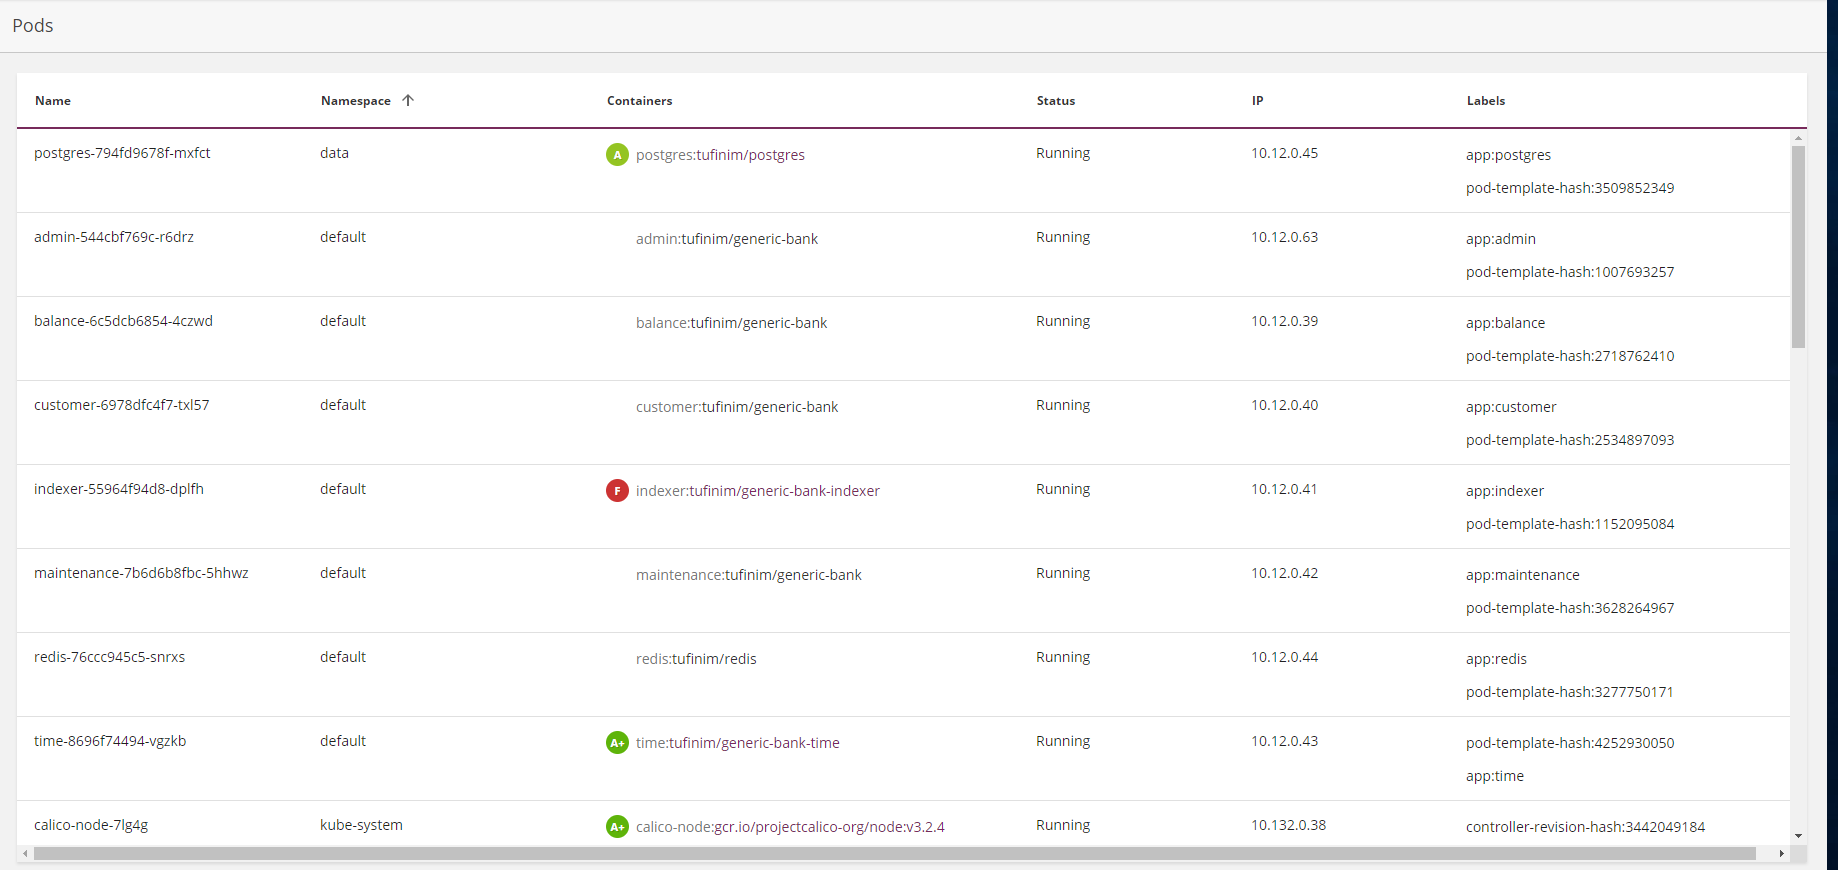 Pods
Name Namespace Containers Status IP Labels
postgres-794fd9678f-mxfct data A postgres:tufinim/postgres Running 10.12.0.45 app:postgres
pod-template-hash:3509852349
admin-544cbf769c-r6drz default admin:tufinim/generic-bank Running 10.12.0.63 app:admin
pod-template-hash:1007693257
balance-6c5dcb6854-4czwd default balance:tufinim/generic-bank Running 10.12.0.39 app:balance
pod-template-hash:2718762410
customer-6978dfc4f7-txl57 default customer:tufinim/generic-bank Running 10.12.0.40 app:customer
pod-template-hash:2534897093
indexer-55964f94d8-dplfh default F indexer:tufinim/generic-bank-indexer Running 10.12.0.41 app:indexer
pod-template-hash:1152095084
maintenance-7b6d6b8fbc-5hhwz default maintenance:tufinim/generic-bank Running 10.12.0.42 app:maintenance
pod-template-hash:3628264967
redis-76ccc945c5-snrxs default redis:tufinim/redis Running 10.12.0.44 app:redis
pod-template-hash:3277750171
time-8696f74494-vgzkb default A+ time:tufinim/generic-bank-time Running 10.12.0.43 pod-template-hash:4252930050
app:time
calico-node-7lg4g kube-system A+ calico-node:gcr.io/projectcalico-org/node:v3.2.4 Running 10.132.0.38 controller-revision-hash:3442049184